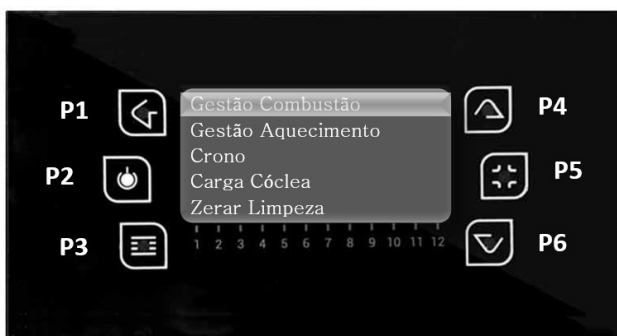 P1
P2
P3
Gestão Combustão
Gestão Aquecimento
Crono
Carga Cóclea
Zerar Limpeza
1 2 3 4 5 6 7 8 9 10 11 12
P4
P5
P6